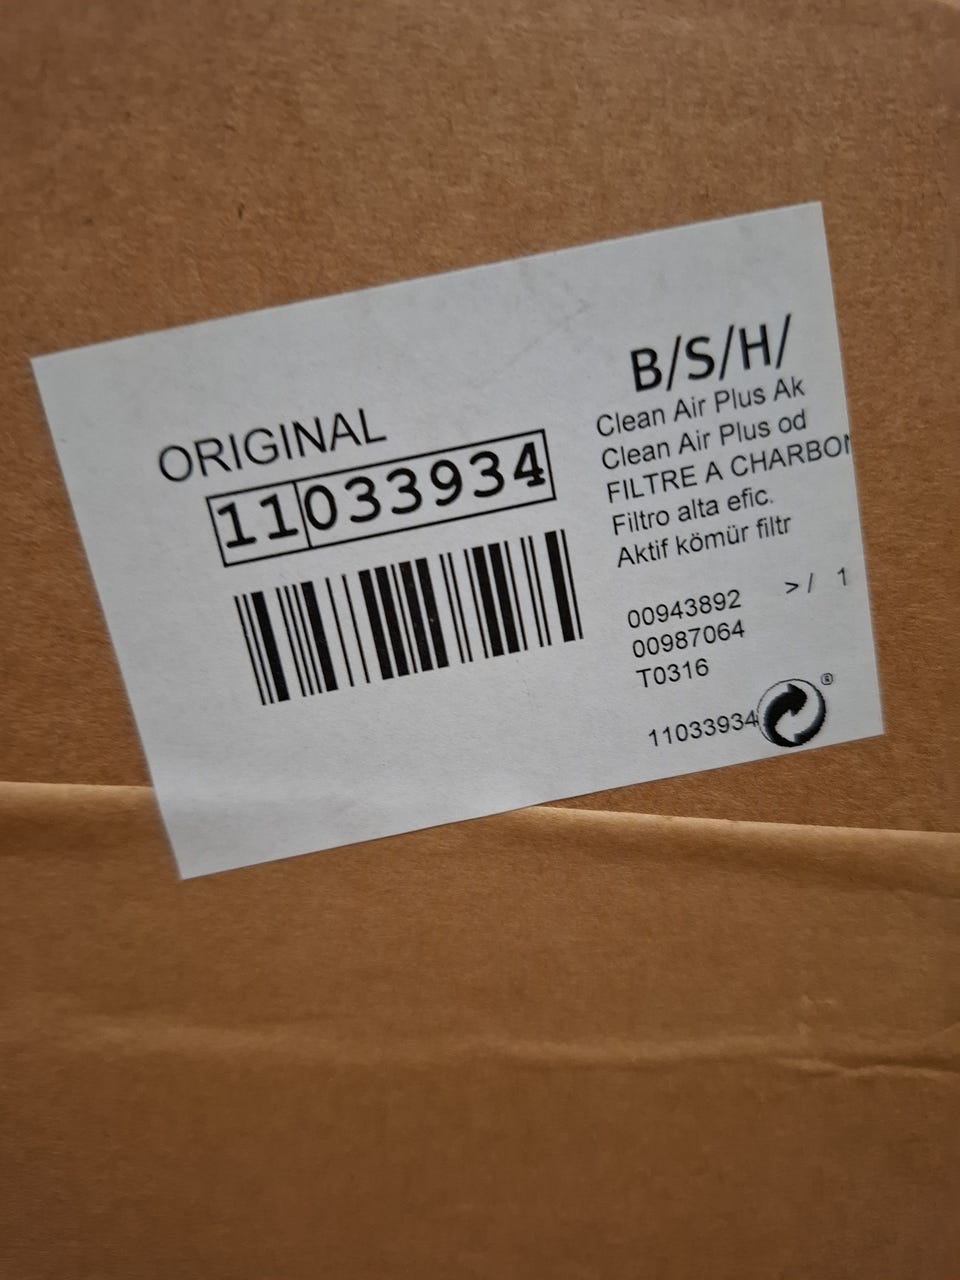 ORIGINAL
11033934
B/S/H/
Clean Air Plus Ak
Clean Air Plus od
FILTRE A CHARBON
Filtro alta efic.
Aktif kömür filtr
00943892 >/ 1
00987064
T0316
11033934
®